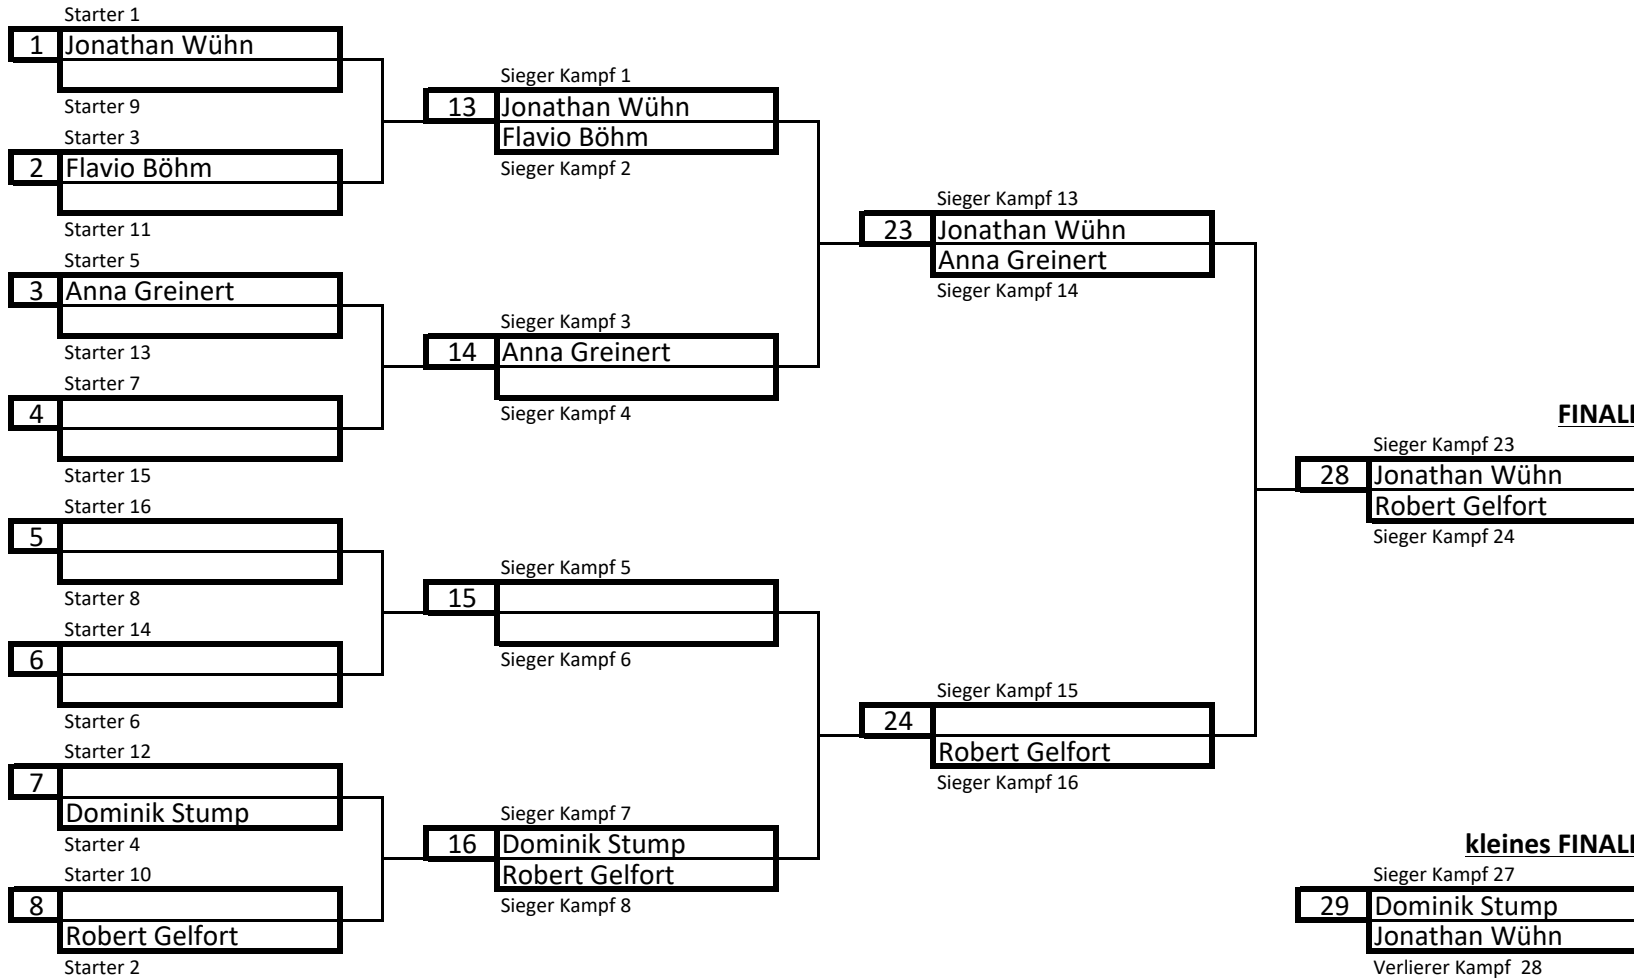 Starter 1
1 Jonathan Wühn
Starter 9
Starter 3
2 Flavio Böhm
Starter 11
Starter 5
3 Anna Greinert
Starter 13
Starter 7
4
Starter 15
Starter 16
5
Starter 8
Starter 14
6
Starter 6
Starter 12
7
Dominik Stump
Starter 4
Starter 10
8
Robert Gelfort
Starter 2
Sieger Kampf 1
13 Jonathan Wühn
Flavio Böhm
Sieger Kampf 2
Sieger Kampf 3
14 Anna Greinert
Sieger Kampf 4
Sieger Kampf 5
15
Sieger Kampf 6
Sieger Kampf 7
16 Dominik Stump
Robert Gelfort
Sieger Kampf 8
Sieger Kampf 13
23 Jonathan Wühn
Anna Greinert
Sieger Kampf 14
Sieger Kampf 15
24
Robert Gelfort
Sieger Kampf 16
FINAL
Sieger Kampf 23
28 Jonathan Wühn
Robert Gelfort
Sieger Kampf 24
kleines FINAL
Sieger Kampf 27
29 Dominik Stump
Jonathan Wühn
Verlierer Kampf 28